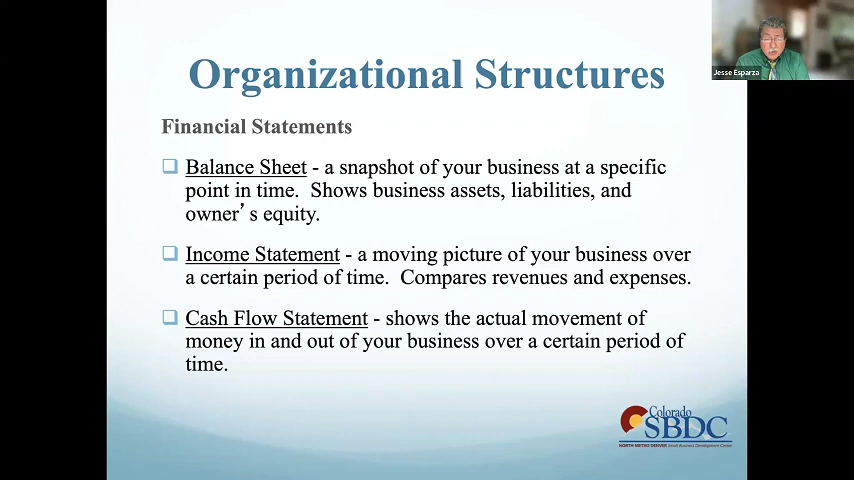 Organizational Structures
Jesse Esparza
Financial Statements
Balance Sheet - a snapshot of your business at a specific
point in time.  Shows business assets, liabilities, and
owner's equity.
Income Statement - a moving picture of your business over
a certain period of time.  Compares revenues and expenses.
Cash Flow Statement - shows the actual movement of
money in and out of your business over a certain period of
time.
Colorado
SBDC
NORTH METRO DENVER Small Business Development Center